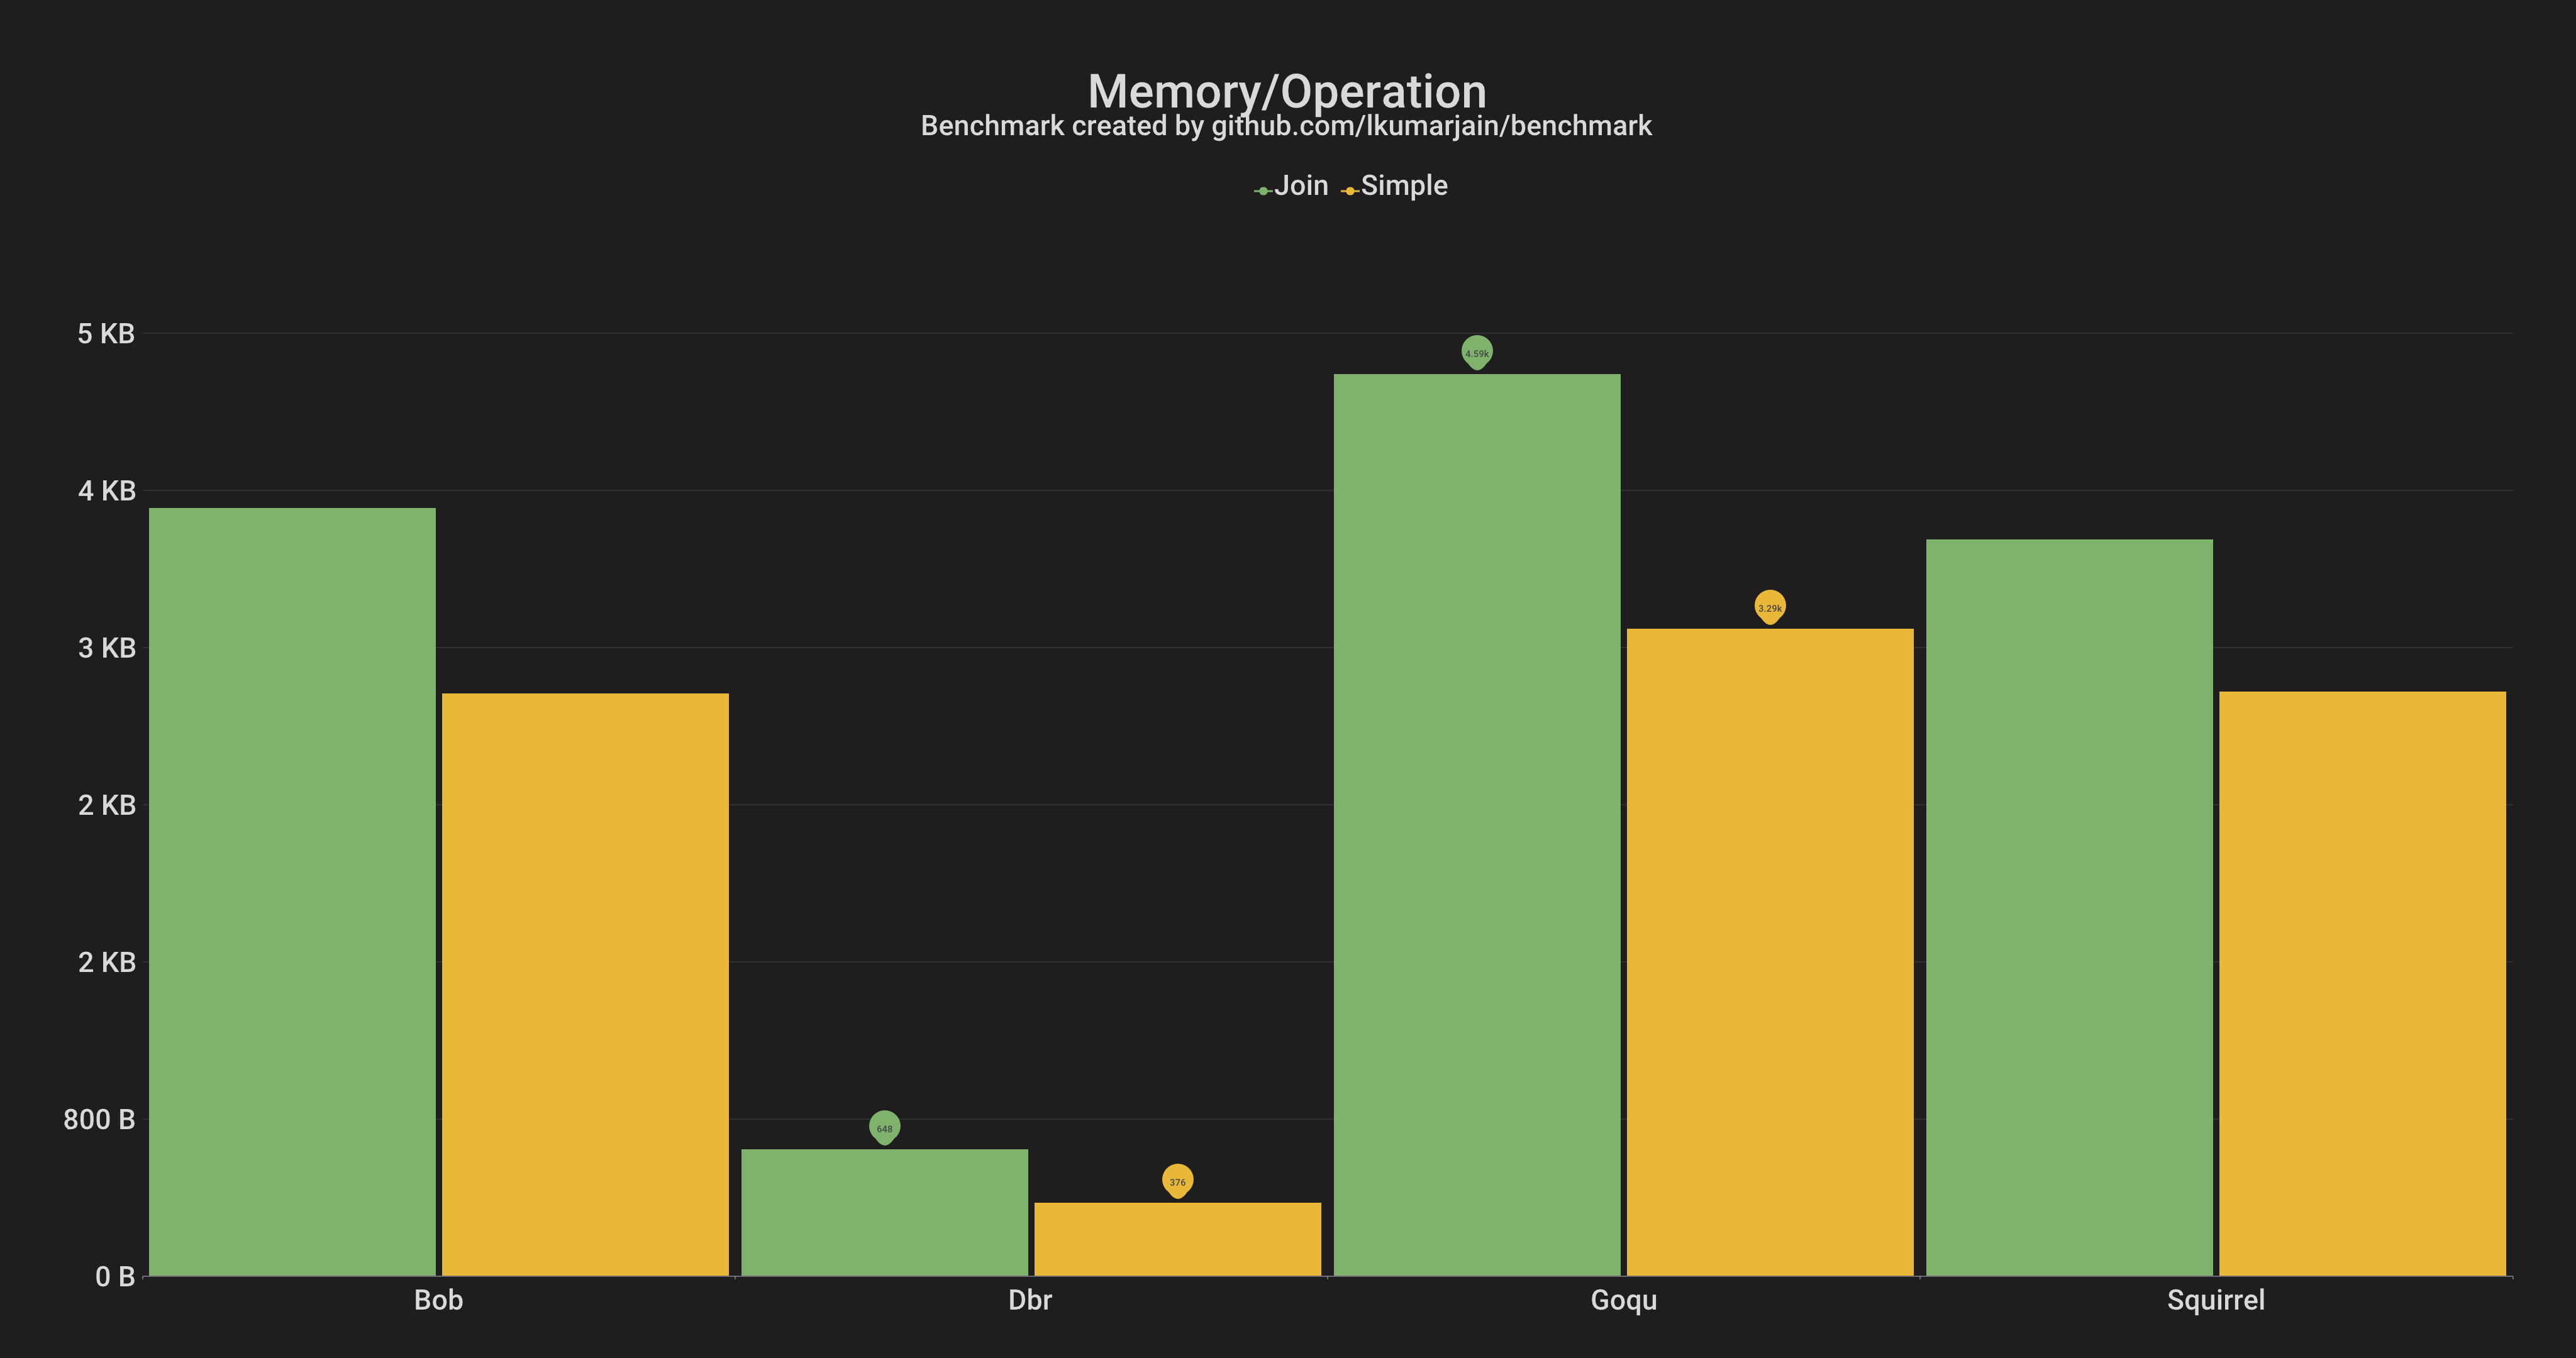 Memory/Operation
Benchmark created by github.com/lkumarjain/benchmark
Join Simple
5 KB
4.59k
4 KB
3.29k
3 KB
2 KB
2 KB
800 B
648
376
0 B
Bob Dbr Goqu Squirrel